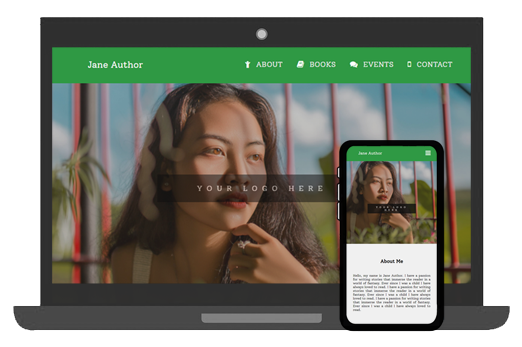 Jane Author
ABOUT BOOKS EVENTS CONTACT
YOUR LOGO HERE
Jane Author
YOUR LOGO
HERE
About Me
Hello, my name is Jane Author. I have a passion
for writing stories that immerse the reader in a
world of fantasy. Ever since I was a child I have
always loved to read. I have a passion for writing
stories that immerse the reader in a world of
fantasy. Ever since I was a child I have always
loved to read. I have a passion for writing stories
that immerse the reader in a world of fantasy.
Ever since I was a child I have always loved to
read.